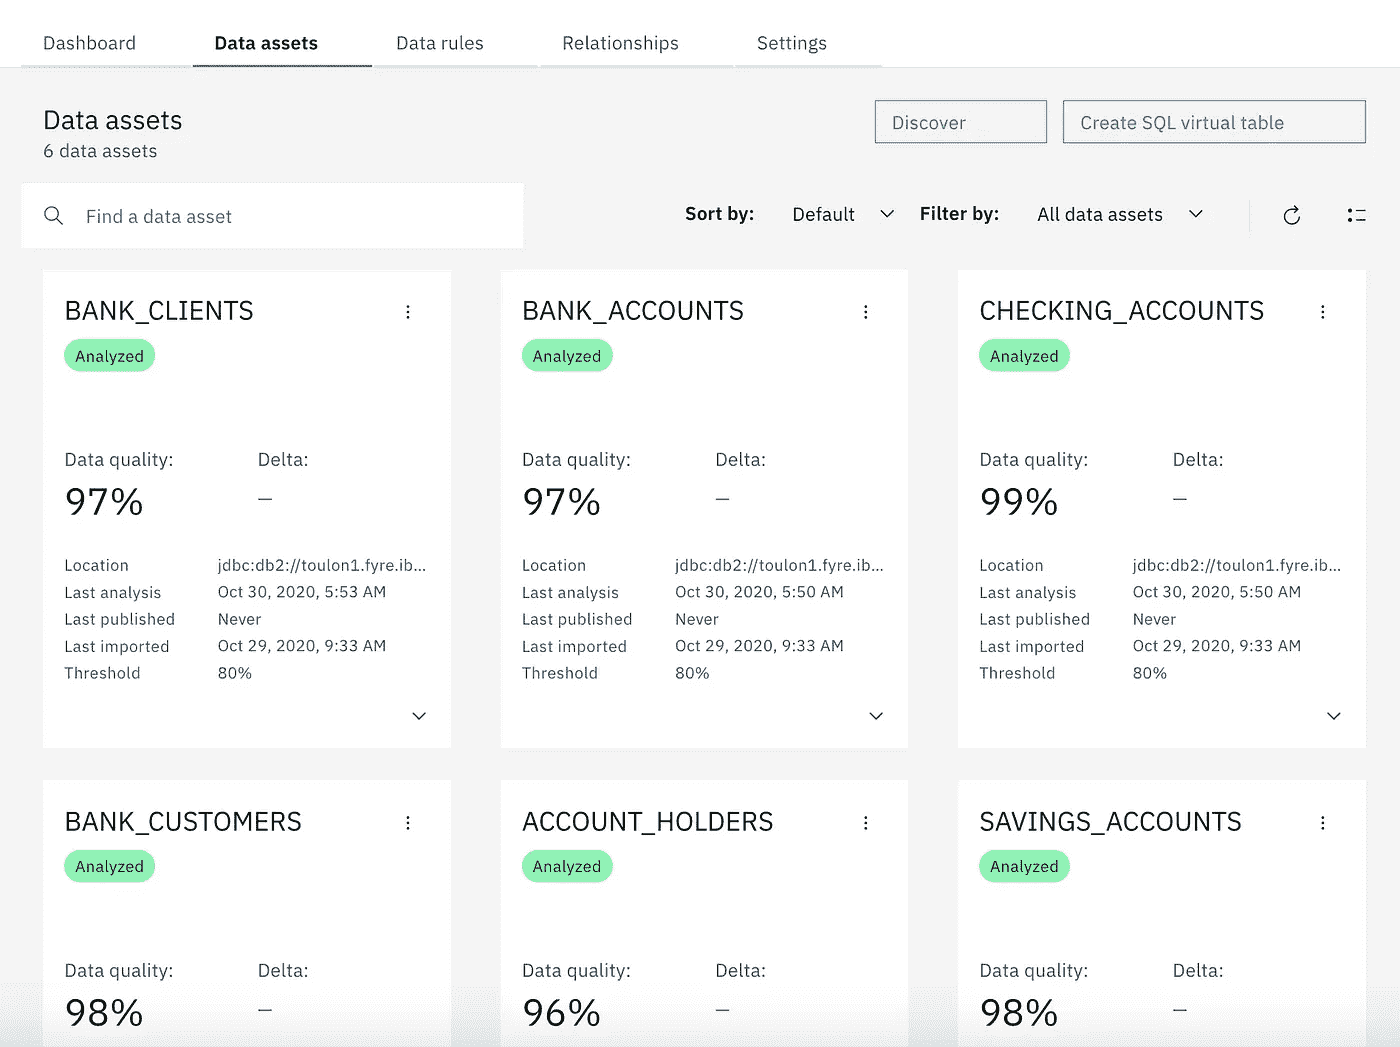 Dashboard Data assets Data rules Relationships Settings
Data assets
6 data assets
Discover Create SQL virtual table
Find a data asset
Sort by: Default Filter by: All data assets
BANK_CLIENTS
Analyzed
Data quality: Delta:
97% –
Location jdbc:db2://toulon1.fyre.ib...
Last analysis Oct 30, 2020, 5:53 AM
Last published Never
Last imported Oct 29, 2020, 9:33 AM
Threshold 80%
BANK_ACCOUNTS
Analyzed
Data quality: Delta:
97% –
Location jdbc:db2://toulon1.fyre.ib...
Last analysis Oct 30, 2020, 5:50 AM
Last published Never
Last imported Oct 29, 2020, 9:33 AM
Threshold 80%
CHECKING_ACCOUNTS
Analyzed
Data quality: Delta:
99% –
Location jdbc:db2://toulon1.fyre.ib...
Last analysis Oct 30, 2020, 5:50 AM
Last published Never
Last imported Oct 29, 2020, 9:33 AM
Threshold 80%
BANK_CUSTOMERS
Analyzed
Data quality: Delta:
98% –
ACCOUNT_HOLDERS
Analyzed
Data quality: Delta:
96% –
SAVINGS_ACCOUNTS
Analyzed
Data quality: Delta:
98% –